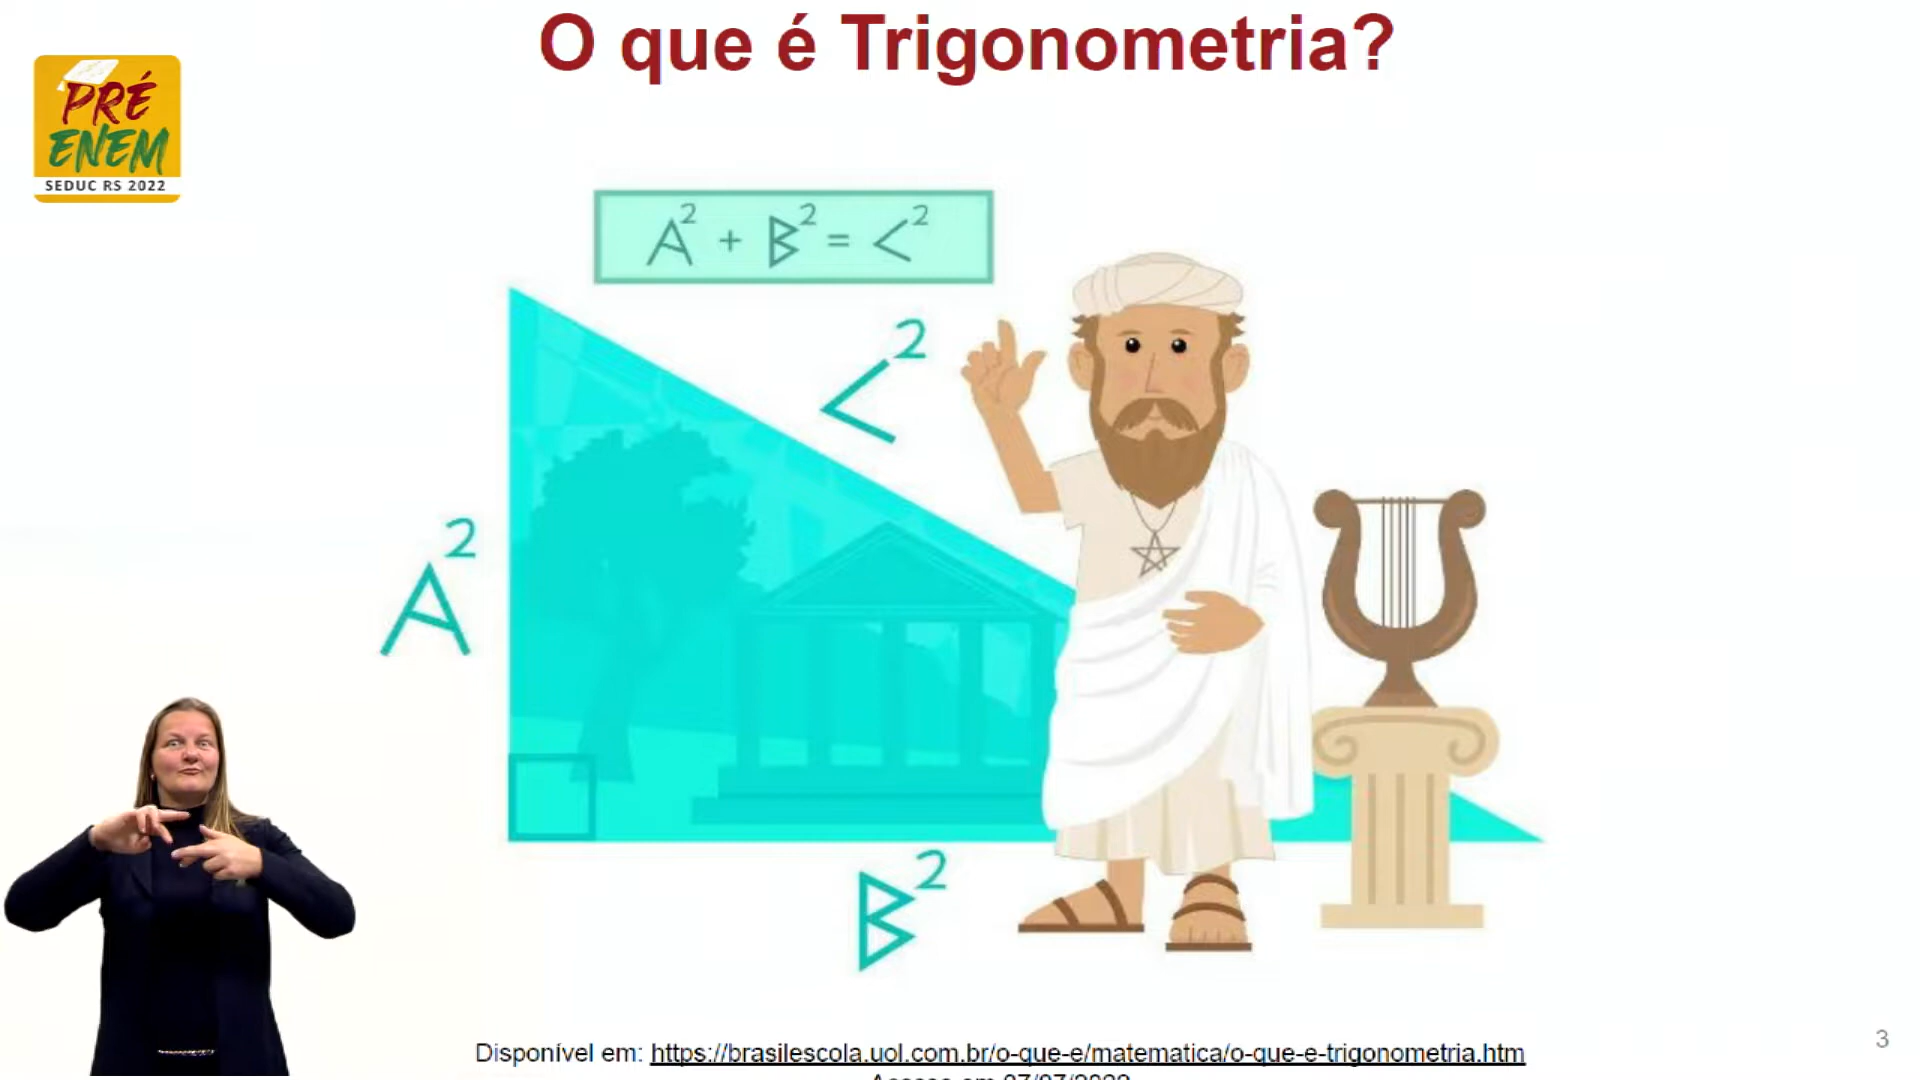 O que é Trigonometria?
PRÉ
ENEM
SEDUC RS 2022
A² + B² = C²
C²
A²
B²
3
Disponível em: https://brasilescola.uol.com.br/o-que-e/matematica/o-que-e-trigonometria.htm